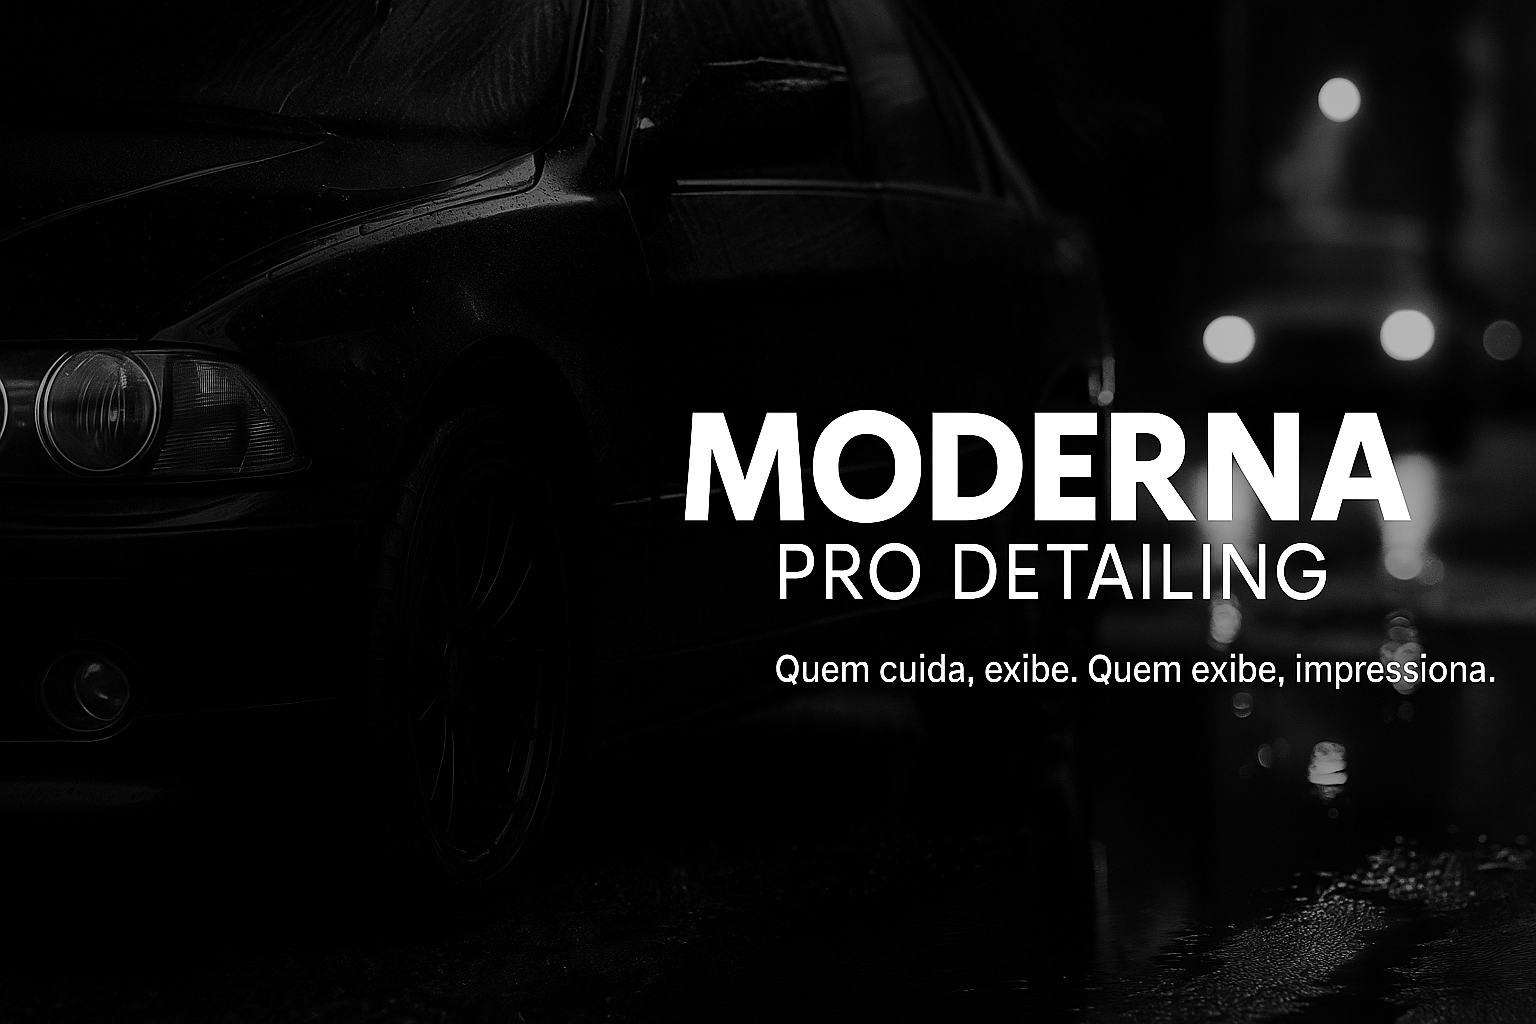 MODERNA
PRO DETAILING
Quem cuida, exibe. Quem exibe, impressiona.